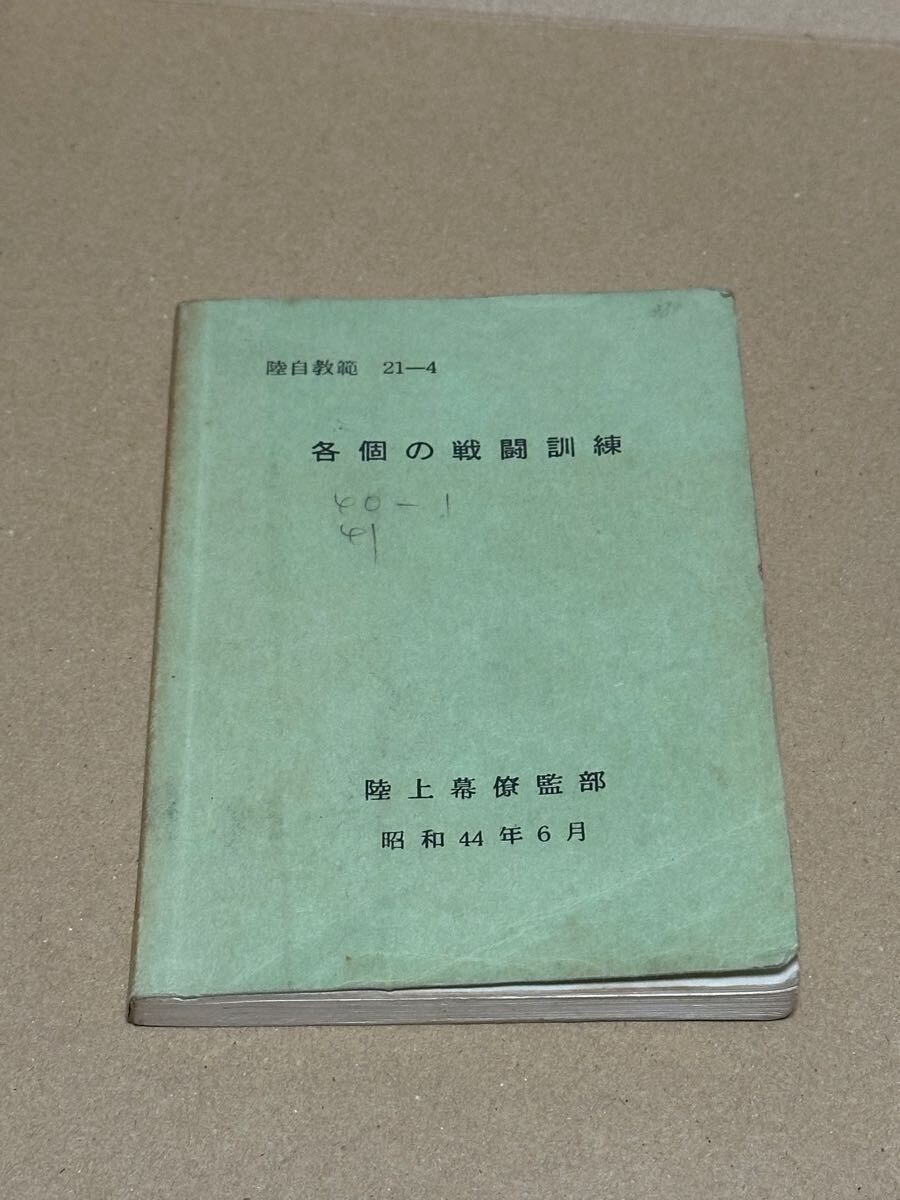 陸自教範 21—4
各個の戦闘訓練
40-1
41
陸上幕僚監部
昭和44年6月